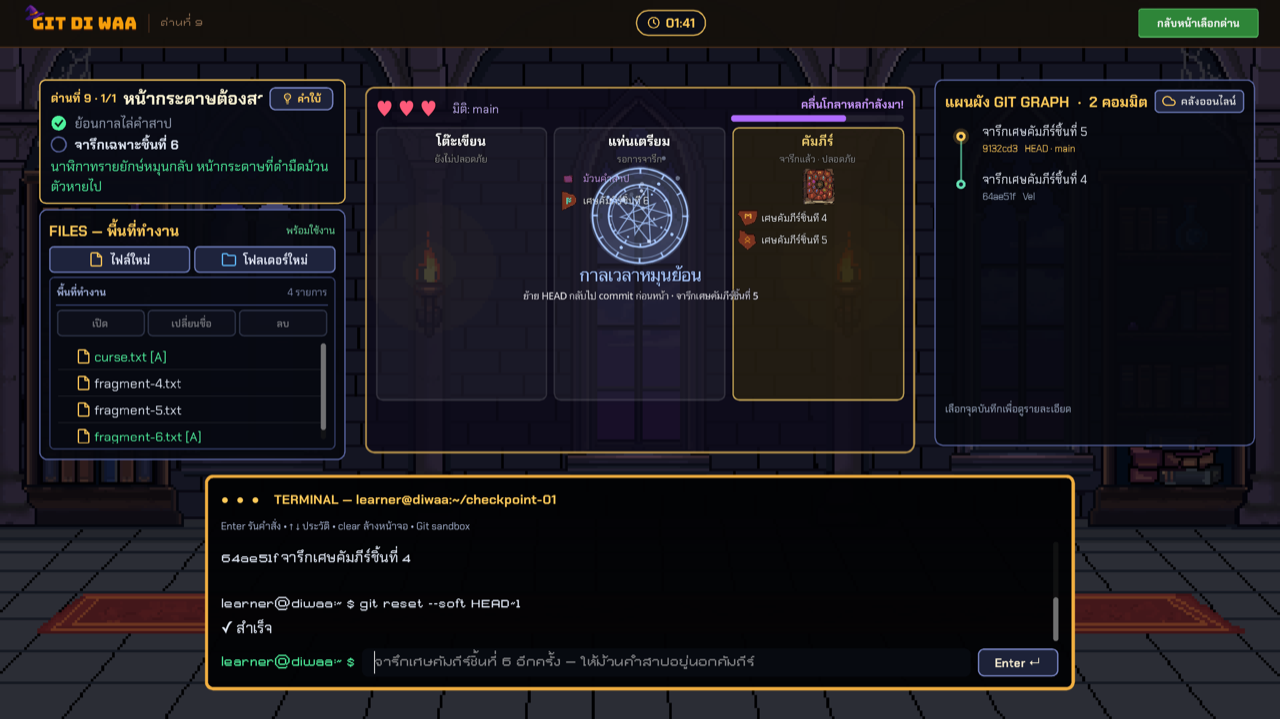 GIT DI WAA
ด่านที่ ๑
01:41
กลับหน้าเลือกด่าน
ด่านที่ 9 · 1/1 หน้ากระดาษต้องส
คำใบ้
ย้อนกาลไล่คำสาป
จารึกเฉพาะชิ้นที่ 6
นาฬิกาทรายยักษ์หมุนกลับ หน้ากระดาษที่ดำมืดม้วน
ตัวหายไป
FILES — พื้นที่ทำงาน
พร้อมใช้งาน
ไฟล์ใหม่
โฟลเดอร์ใหม่
พื้นที่ทำงาน
4 รายการ
เปิด
เปลี่ยนชื่อ
ลบ
curse.txt [A]
fragment-4.txt
fragment-5.txt
fragment-6.txt [A]
มิติ: main
คลื่นโกลาหลกำลังมา!
โต๊ะเขียน
ยังไม่ปลอดภัย
แท่นเตรียม
รอการจารึก
ม้วนคำสาป
เศษคัมภีร์ชิ้นที่ 6
คัมภีร์
จารึกแล้ว · ปลอดภัย
เศษคัมภีร์ชิ้นที่ 4
เศษคัมภีร์ชิ้นที่ 5
กาลเวลาหมุนย้อน
ย้าย HEAD กลับไป commit ก่อนหน้า · จารึกเศษคัมภีร์ชิ้นที่ 5
แผนผัง GIT GRAPH · 2 คอมมิต
คลังออนไลน์
จารึกเศษคัมภีร์ชิ้นที่ 5
9132cd3 HEAD · main
จารึกเศษคัมภีร์ชิ้นที่ 4
64ae51f Vel
เลือกจุดบันทึกเพื่อดูรายละเอียด
TERMINAL — learner@diwaa:~/checkpoint-01
Enter รันคำสั่ง • ↑↓ ประวัติ • clear ล้างหน้าจอ • Git sandbox
64ae51f จารึกเศษคัมภีร์ชิ้นที่ 4
learner@diwaa:~ $ git reset --soft HEAD~1
✓ สำเร็จ
learner@diwaa:~ $ จารึกเศษคัมภีร์ชิ้นที่ 6 อีกครั้ง — ให้ม้วนคำสาปอยู่นอกคัมภีร์
Enter ↵